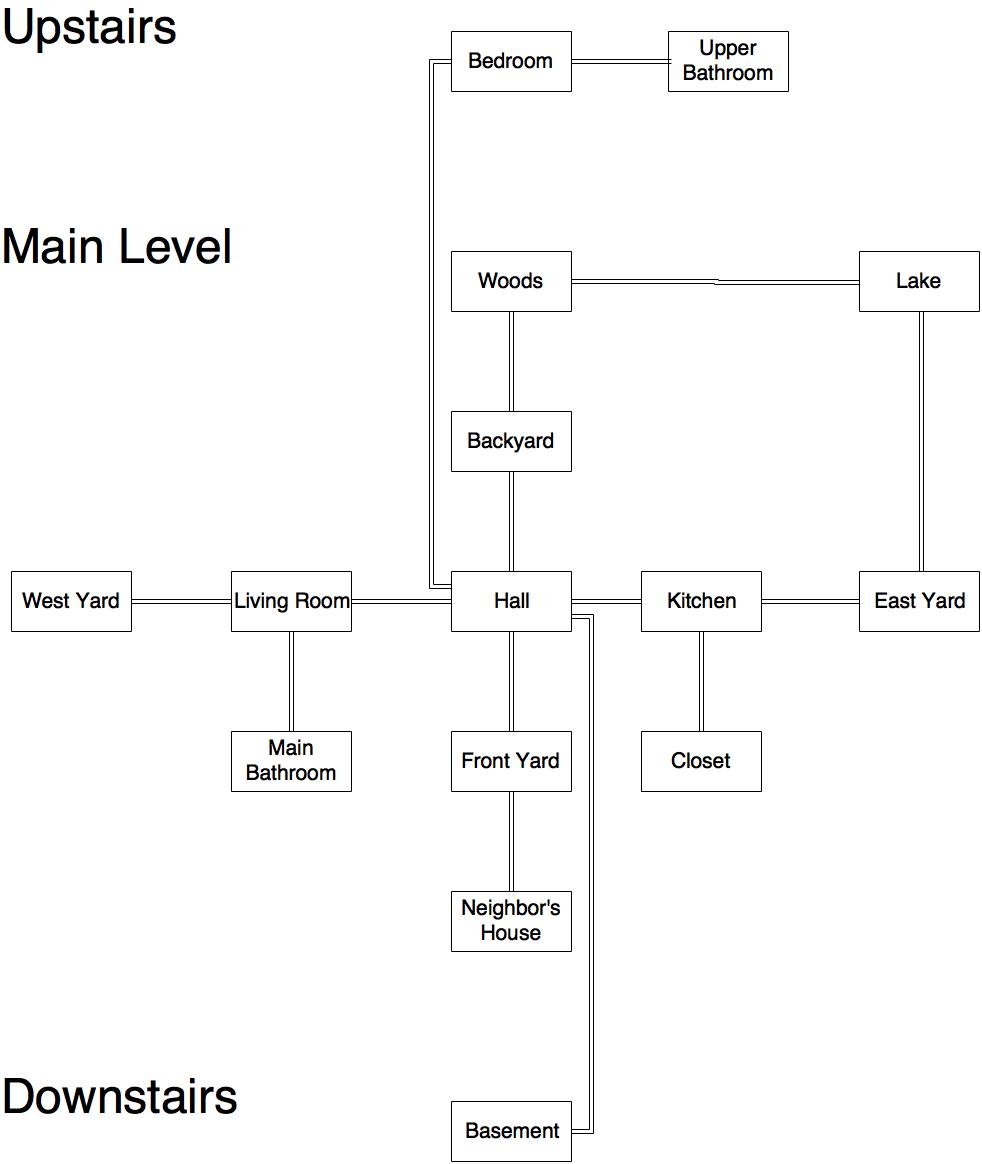 Upstairs
Bedroom
Upper
Bathroom
Main Level
Woods
Lake
Backyard
West Yard
Living Room
Hall
Kitchen
East Yard
Main
Bathroom
Front Yard
Closet
Neighbor's
House
Downstairs
Basement